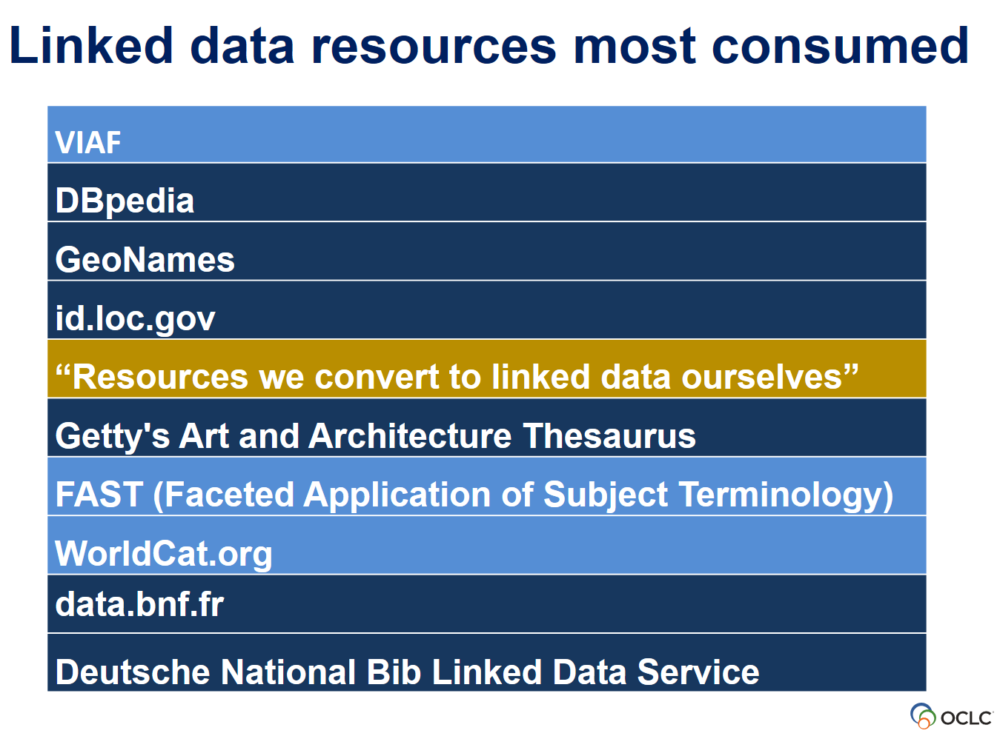 Linked data resources most consumed
VIAF
DBpedia
GeoNames
id.loc.gov
“Resources we convert to linked data ourselves”
Getty's Art and Architecture Thesaurus
FAST (Faceted Application of Subject Terminology)
WorldCat.org
data.bnf.fr
Deutsche National Bib Linked Data Service
OCLC